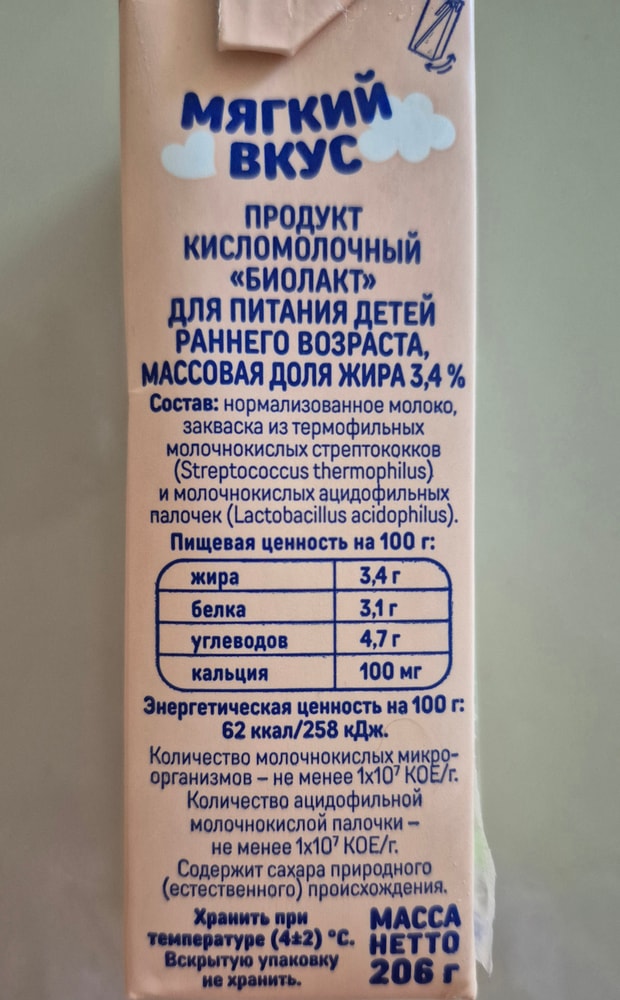 МЯГКИЙ
ВКУС
ПРОДУКТ
КИСЛОМОЛОЧНЫЙ
«БИОЛАКТ»
ДЛЯ ПИТАНИЯ ДЕТЕЙ
РАННЕГО ВОЗРАСТА,
МАССОВАЯ ДОЛЯ ЖИРА 3,4 %
Состав: нормализованное молоко,
закваска из термофильных
молочнокислых стрептококков
(Streptococcus thermophilus)
и молочнокислых ацидофильных
палочек (Lactobacillus acidophilus).
Пищевая ценность на 100 г:
жира 3,4 г
белка 3,1 г
углеводов 4,7 г
кальция 100 мг
Энергетическая ценность на 100 г:
62 ккал/258 кДж.
Количество молочнокислых микро-
организмов – не менее 1х10⁷ КОЕ/г.
Количество ацидофильной
молочнокислой палочки –
не менее 1х10⁷ КОЕ/г.
Содержит сахара природного
(естественного) происхождения.
Хранить при
температуре (4±2) °С.
Вскрытую упаковку
не хранить.
МАССА
НЕТТО
206 г